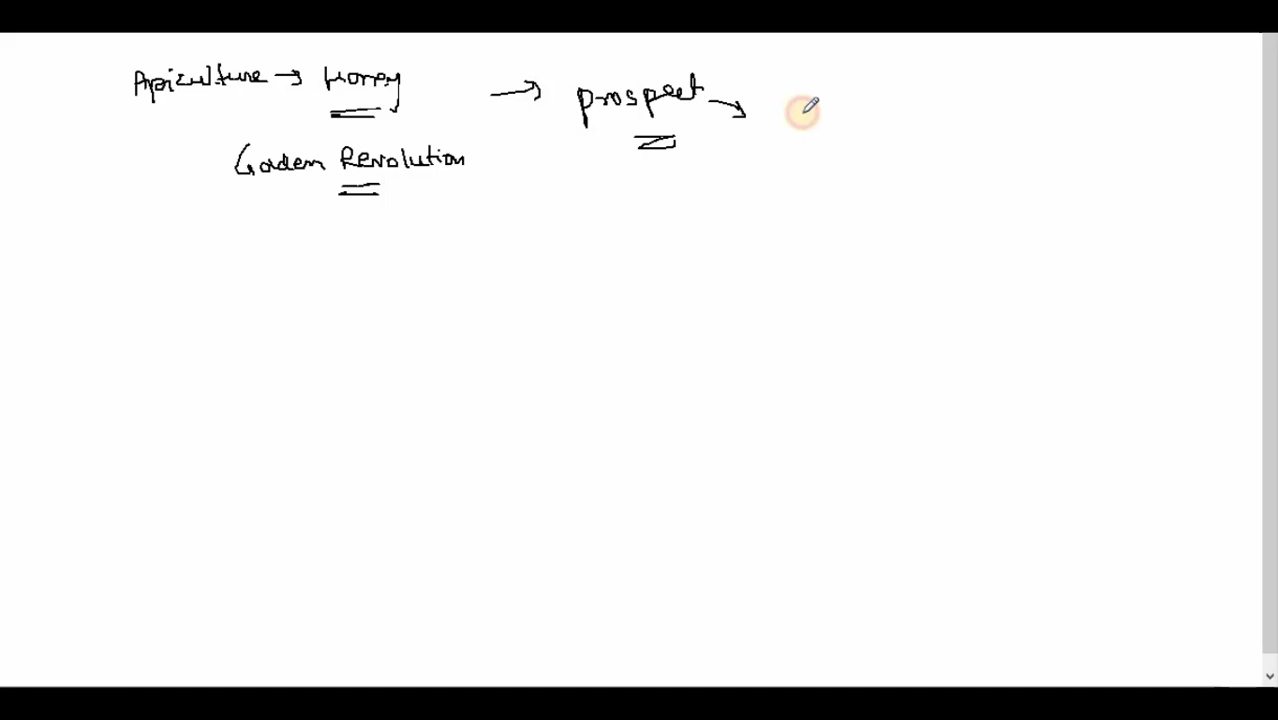 Apiculture → Honey → prospect →
Golden Revolution